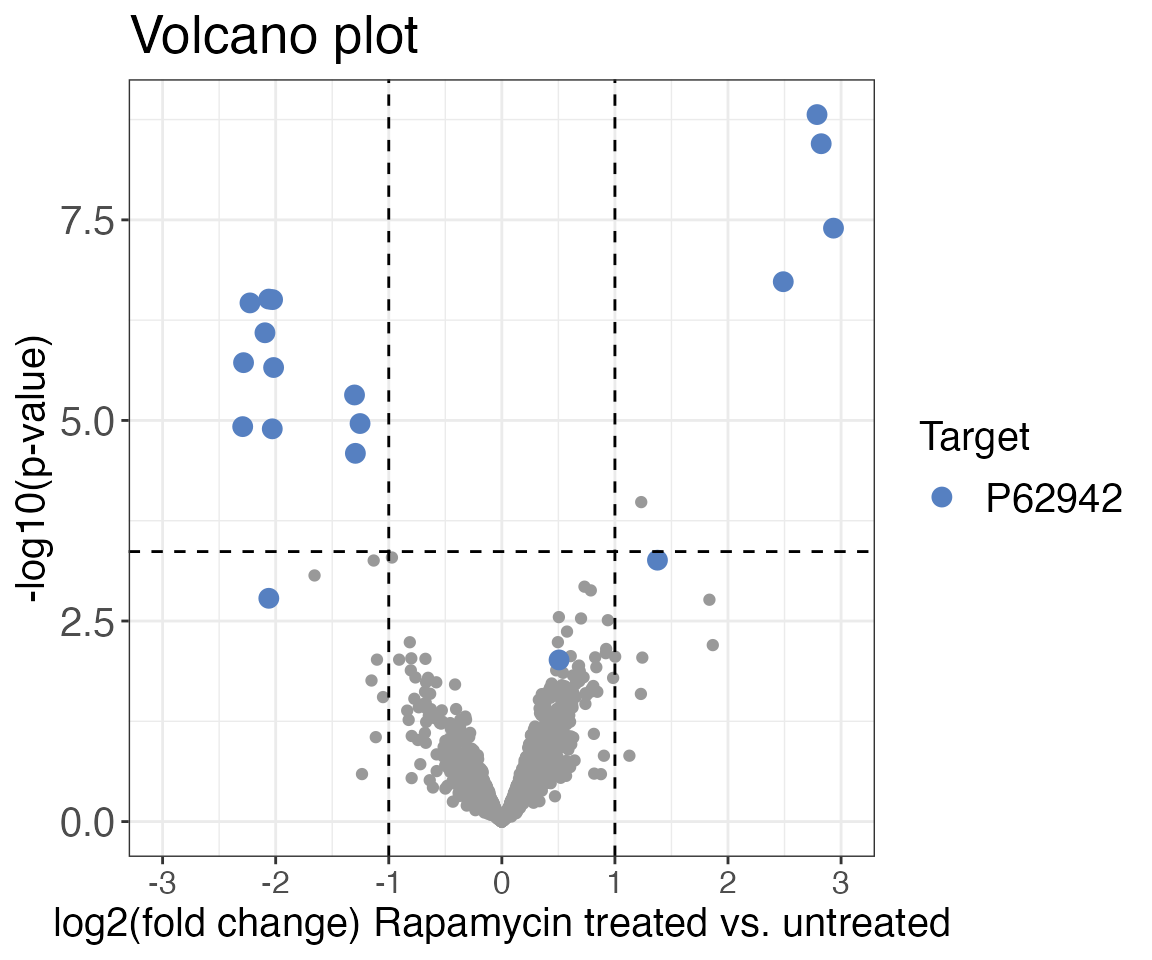 Volcano plot
-log10(p-value)
7.5
5.0
2.5
0.0
-3 -2 -1 0 1 2 3
log2(fold change) Rapamycin treated vs. untreated
Target
P62942